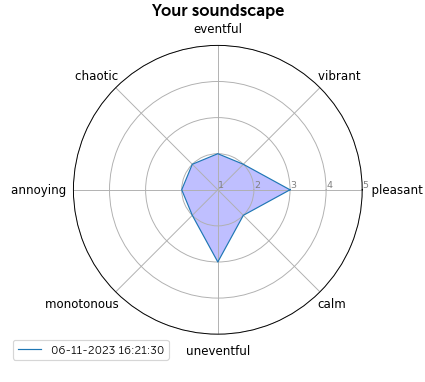 Your soundscape
eventful
chaotic
vibrant
annoying
1 2 3 4 5
pleasant
monotonous
calm
uneventful
06-11-2023 16:21:30